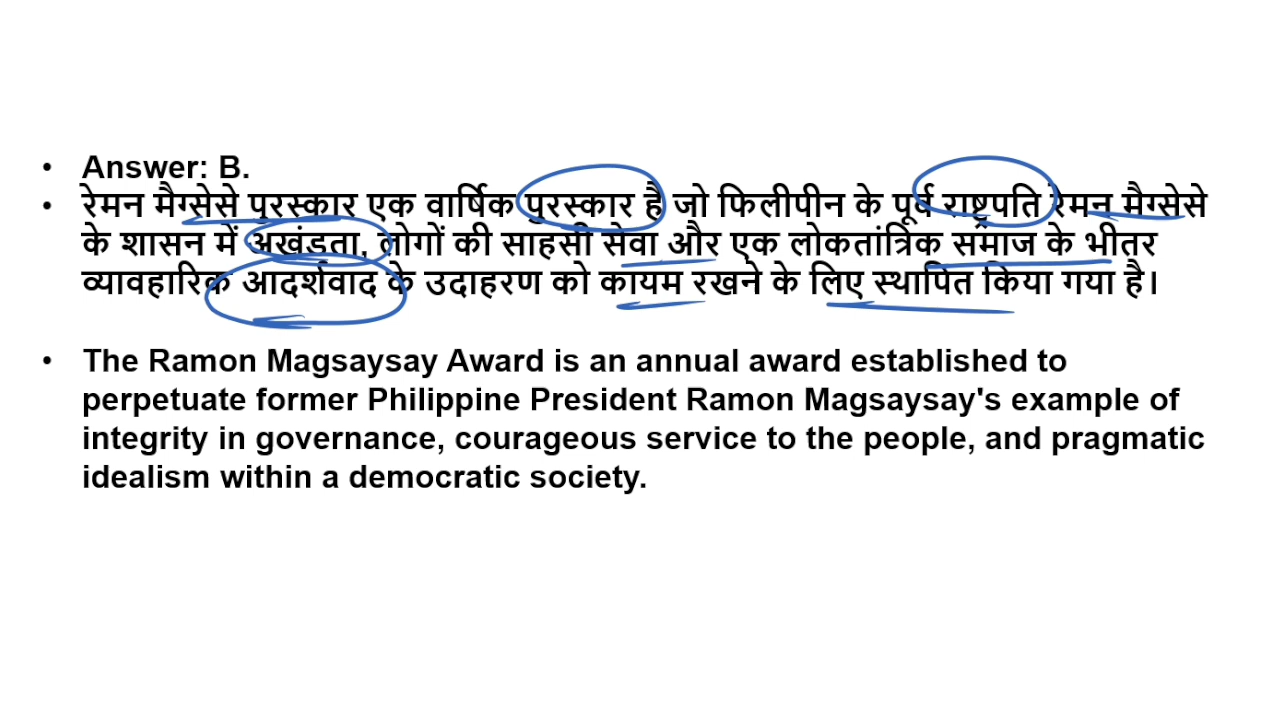 • Answer: B.
• रेमन मैग्सेसे पुरस्कार एक वार्षिक पुरस्कार है जो फिलीपीन के पूर्व राष्ट्रपति रेमन मैग्सेसे
के शासन में अखंडता, लोगों की साहसी सेवा और एक लोकतांत्रिक समाज के भीतर
व्यावहारिक आदर्शवाद के उदाहरण को कायम रखने के लिए स्थापित किया गया है।
• The Ramon Magsaysay Award is an annual award established to
perpetuate former Philippine President Ramon Magsaysay's example of
integrity in governance, courageous service to the people, and pragmatic
idealism within a democratic society.